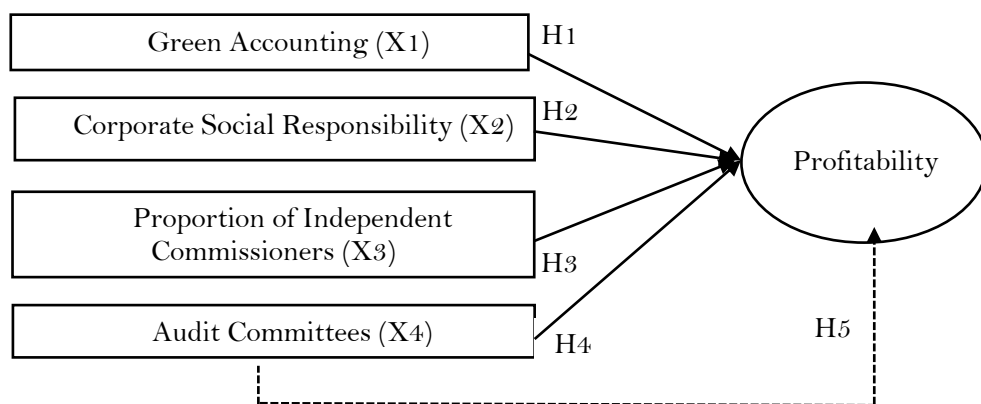 Green Accounting (X1)
H1
Corporate Social Responsibility (X2)
H2
Profitability
Proportion of Independent
Commissioners (X3)
H3
Audit Committees (X4)
H4
H5